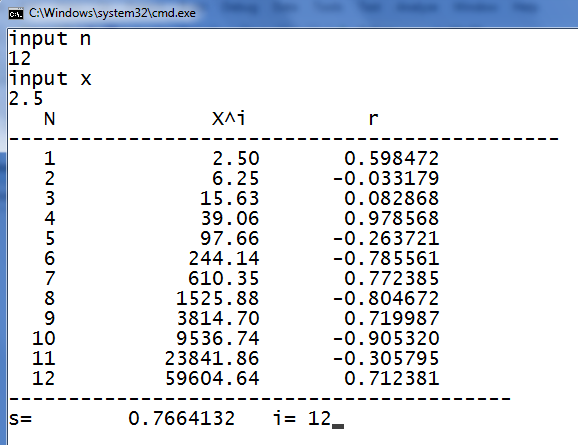 C:\Windows\system32\cmd.exe
input n
12
input x
2.5
N X^i r
----------------------------------------------
1 2.50 0.598472
2 6.25 -0.033179
3 15.63 0.082868
4 39.06 0.978568
5 97.66 -0.263721
6 244.14 -0.785561
7 610.35 0.772385
8 1525.88 -0.804672
9 3814.70 0.719987
10 9536.74 -0.905320
11 23841.86 -0.305795
12 59604.64 0.712381
------------------------------------------
s= 0.7664132 i= 12